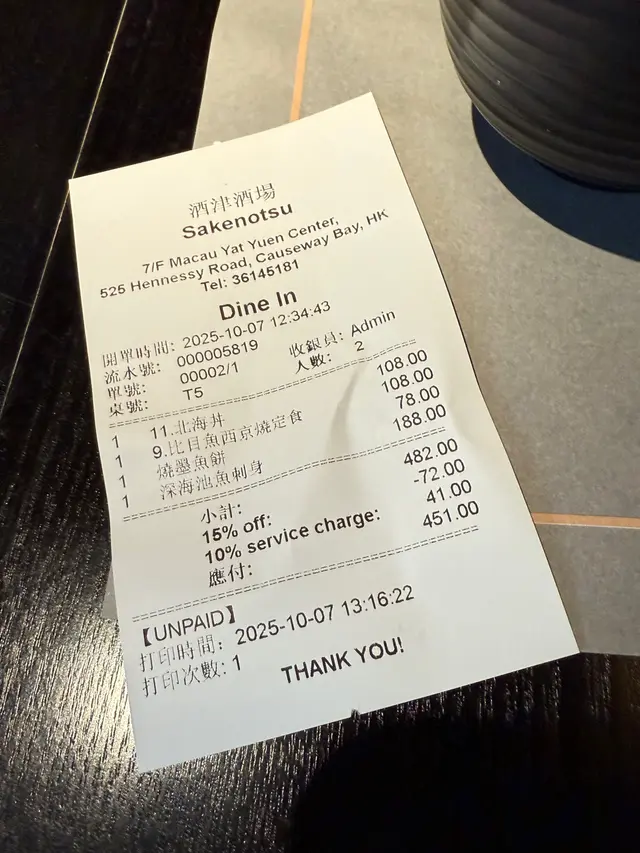 酒津酒場
Sakenotsu
7/F Macau Yat Yuen Center,
525 Hennessy Road, Causeway Bay, HK
Tel: 36145181
Dine In
開單時間: 2025-10-07 12:34:43
流水號: 000005819 收銀員: Admin
單號: 00002/1 人數: 2
桌號: T5
1 11.北海丼 108.00
1 9.比目魚西京燒定食 108.00
1 燒墨魚餅 78.00
1 深海池魚刺身 188.00
小計: 482.00
15% off: -72.00
10% service charge: 41.00
應付: 451.00
【UNPAID】
打印時間: 2025-10-07 13:16:22
打印次數: 1
THANK YOU!